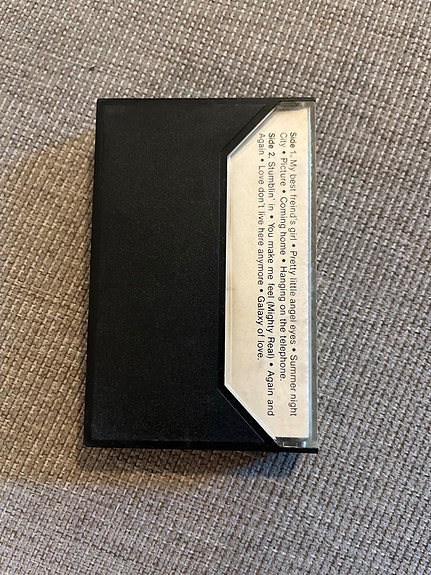 Side 1. My best freind's girl • Pretty little angel eyes • Summer night
City • Picture • Coming home • Hanging on the telephone.
Side 2. Stumblin' in • You make me feel (Mighty Real) • Again and
Again • Love don't live here anymore • Galaxy of love.